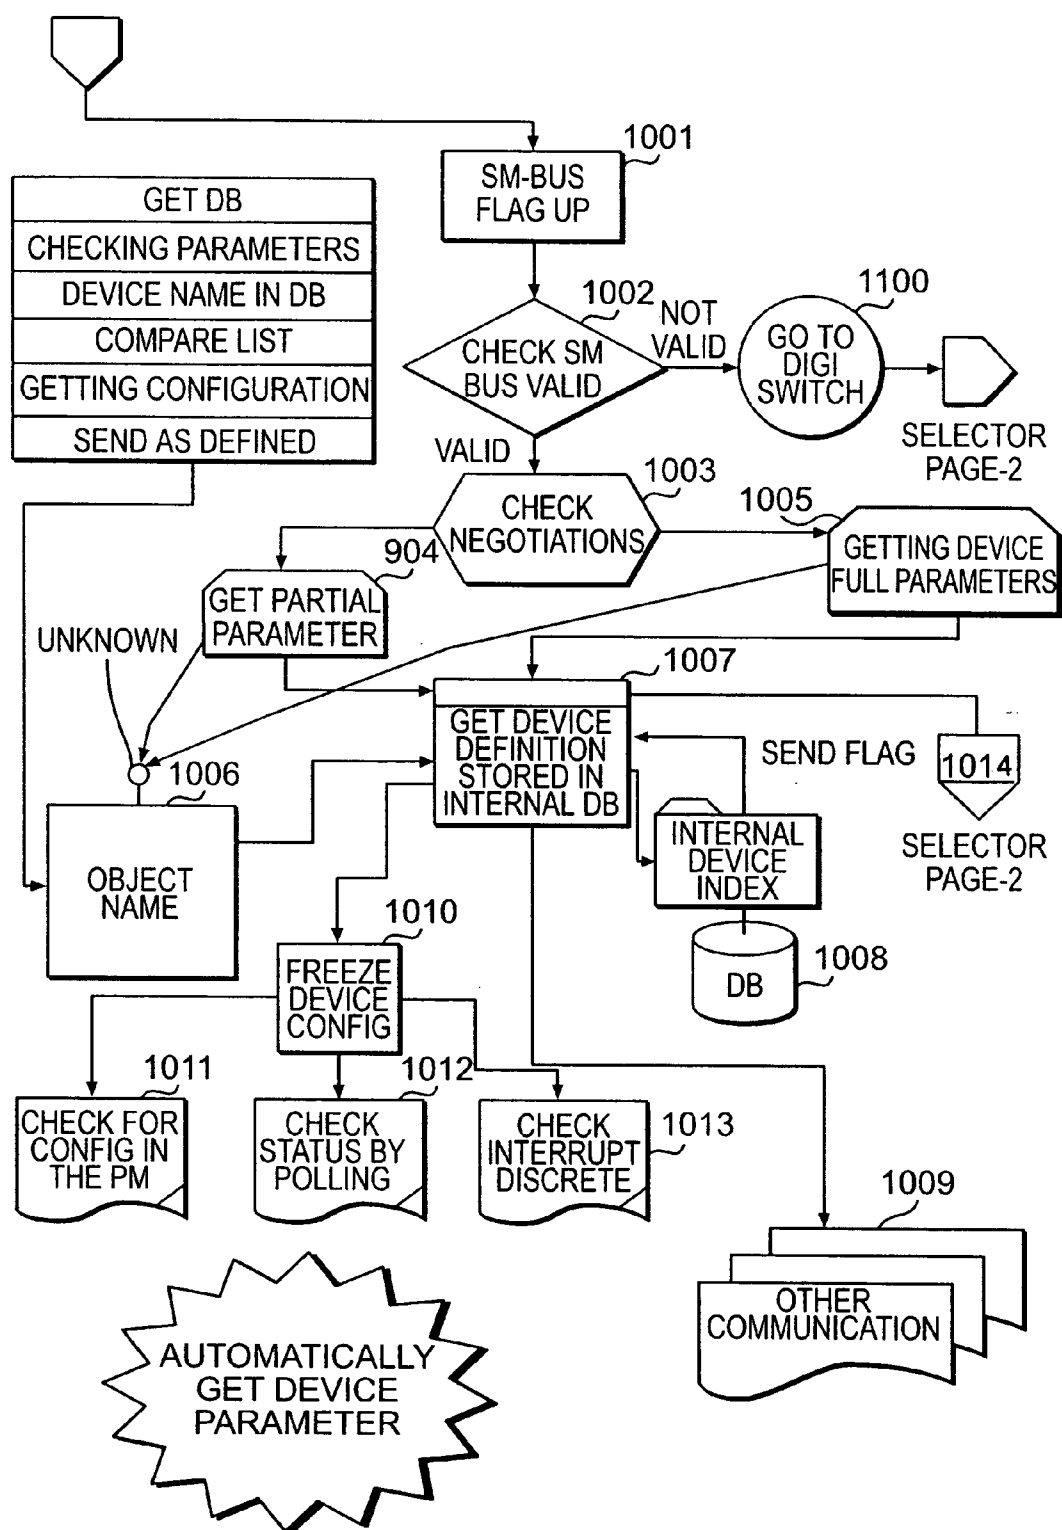 1001
SM-BUS
FLAG UP
GET DB
CHECKING PARAMETERS
DEVICE NAME IN DB
COMPARE LIST
GETTING CONFIGURATION
SEND AS DEFINED
1002
CHECK SM
BUS VALID
NOT
VALID
1100
GO TO
DIGI
SWITCH
SELECTOR
PAGE-2
VALID
1003
CHECK
NEGOTIATIONS
1005
GETTING DEVICE
FULL PARAMETERS
904
GET PARTIAL
PARAMETER
UNKNOWN
1007
GET DEVICE
DEFINITION
STORED IN
INTERNAL DB
SEND FLAG
1014
SELECTOR
PAGE-2
1006
OBJECT
NAME
INTERNAL
DEVICE
INDEX
1008
DB
1010
FREEZE
DEVICE
CONFIG
1011
CHECK FOR
CONFIG IN
THE PM
1012
CHECK
STATUS BY
POLLING
1013
CHECK
INTERRUPT
DISCRETE
1009
OTHER
COMMUNICATION
AUTOMATICALLY
GET DEVICE
PARAMETER